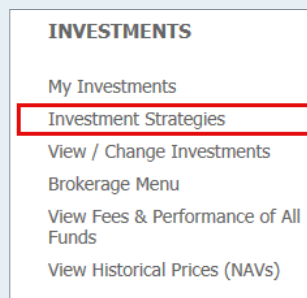 INVESTMENTS
My Investments
Investment Strategies
View / Change Investments
Brokerage Menu
View Fees & Performance of All
Funds
View Historical Prices (NAVs)